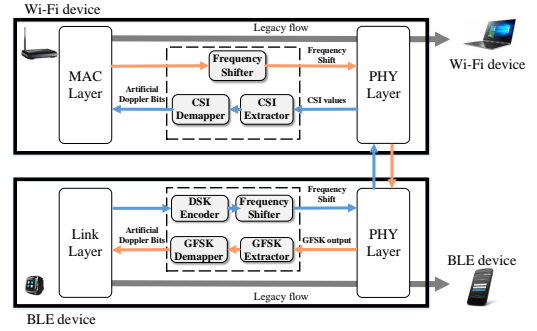 Wi-Fi device
Legacy flow
Wi-Fi device
MAC
Layer
Frequency
Shifter
Frequency
Shift
PHY
Layer
Artificial
Doppler Bits
CSI
Demapper
CSI
Extractor
CSI values
Link
Layer
DSK
Encoder
Frequency
Shifter
Frequency
Shift
PHY
Layer
Artificial
Doppler Bits
GFSK
Demapper
GFSK
Extractor
GFSK output
BLE device
Legacy flow
BLE device